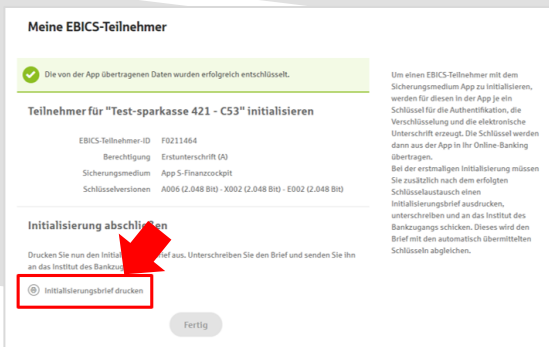 Meine EBICS-Teilnehmer
Die von der App übertragenen Daten wurden erfolgreich entschlüsselt.
Teilnehmer für "Test-sparkasse 421 - C53" initialisieren
EBICS-Teilnehmer-ID F0211464
Berechtigung Erstunterschrift (A)
Sicherungsmedium App S-Finanzcockpit
Schlüsselversionen A006 (2.048 Bit) - X002 (2.048 Bit) - E002 (2.048 Bit)
Initialisierung abschließen
Drucken Sie nun den brief aus. Unterschreiben Sie den Brief und senden Sie ihn
an das Institut des
Initialisierungsbrief drucken
Fertig
Um einen EBICS-Teilnehmer mit dem
Sicherungsmedium App zu initialisieren,
werden für diesen in der App je ein
Schlüssel für die Authentifikation, die
Verschlüsselung und die elektronische
Unterschrift erzeugt. Die Schlüssel werden
dann aus der App in Ihr Online-Banking
übertragen.
Bei der erstmaligen Initialisierung müssen
Sie zusätzlich nach dem erfolgten
Schlüsselaustausch einen
Initialisierungsbrief ausdrucken,
unterschreiben und an das Institut des
Bankzugangs schicken. Dieses wird den
Brief mit den automatisch übermittelten
Schlüsseln abgleichen.